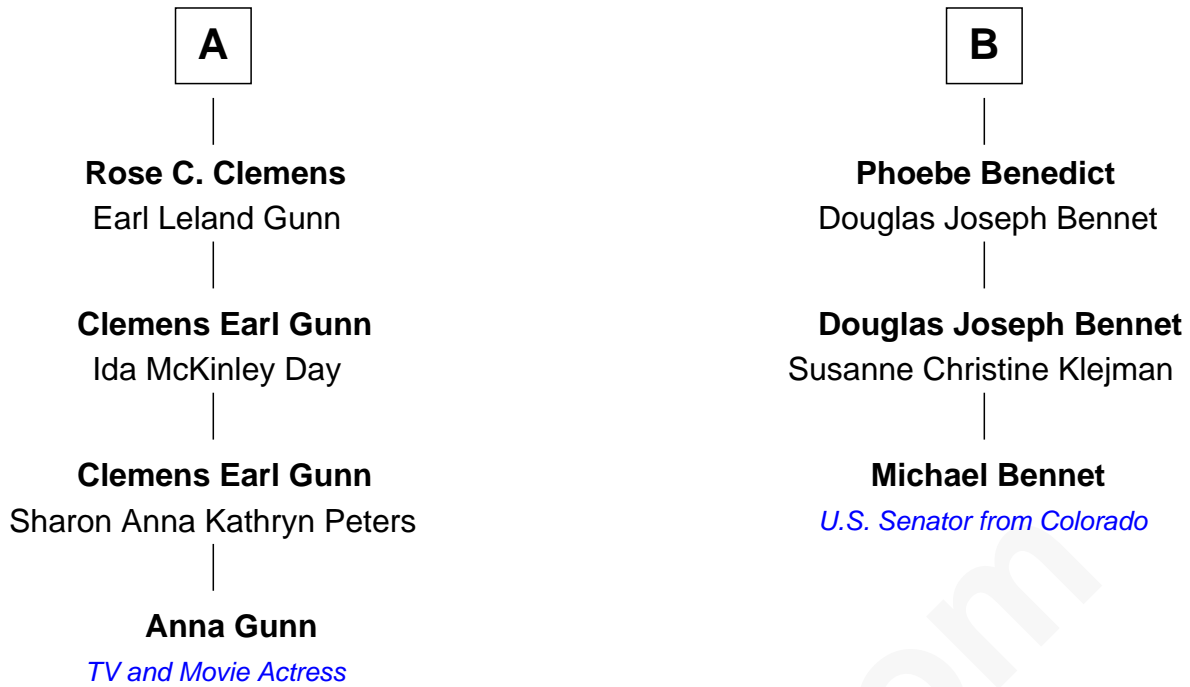 A
Rose C. Clemens
Earl Leland Gunn
Clemens Earl Gunn
Ida McKinley Day
Clemens Earl Gunn
Sharon Anna Kathryn Peters
Anna Gunn
TV and Movie Actress
B
Phoebe Benedict
Douglas Joseph Bennet
Douglas Joseph Bennet
Susanne Christine Klejman
Michael Bennet
U.S. Senator from Colorado
om